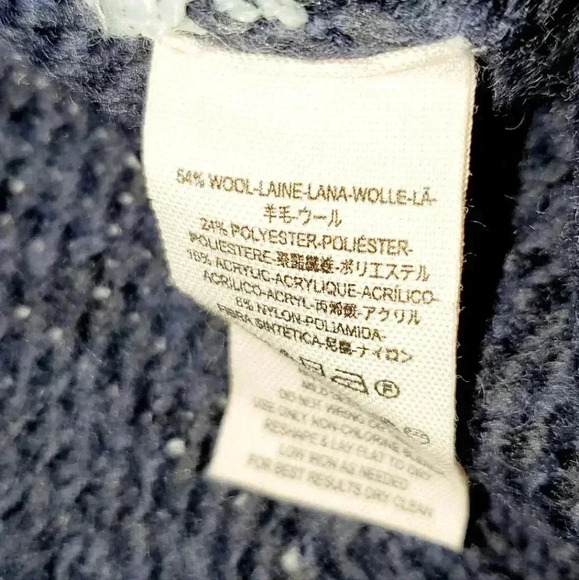 54% WOOL-LAINE-LANA-WOLLE-LÃ-
羊毛-ウール
24% POLYESTER-POLIÉSTER-
POLIESTERE-聚酯纖維-ポリエステル
16% ACRYLIC-ACRYLIQUE-ACRÍLICO-
ACRILICO-ACRYL-丙烯酸-アクリル
6% NYLON-POLIAMIDA-
FIBRA SINTETICA-尼龍-ナイロン
DO NOT WRING
USE ONLY NON-CHLORINE
RESHAPE & LAY FLAT TO DRY
LOW IRON AS NEEDED
FOR BEST RESULTS DRY CLEAN